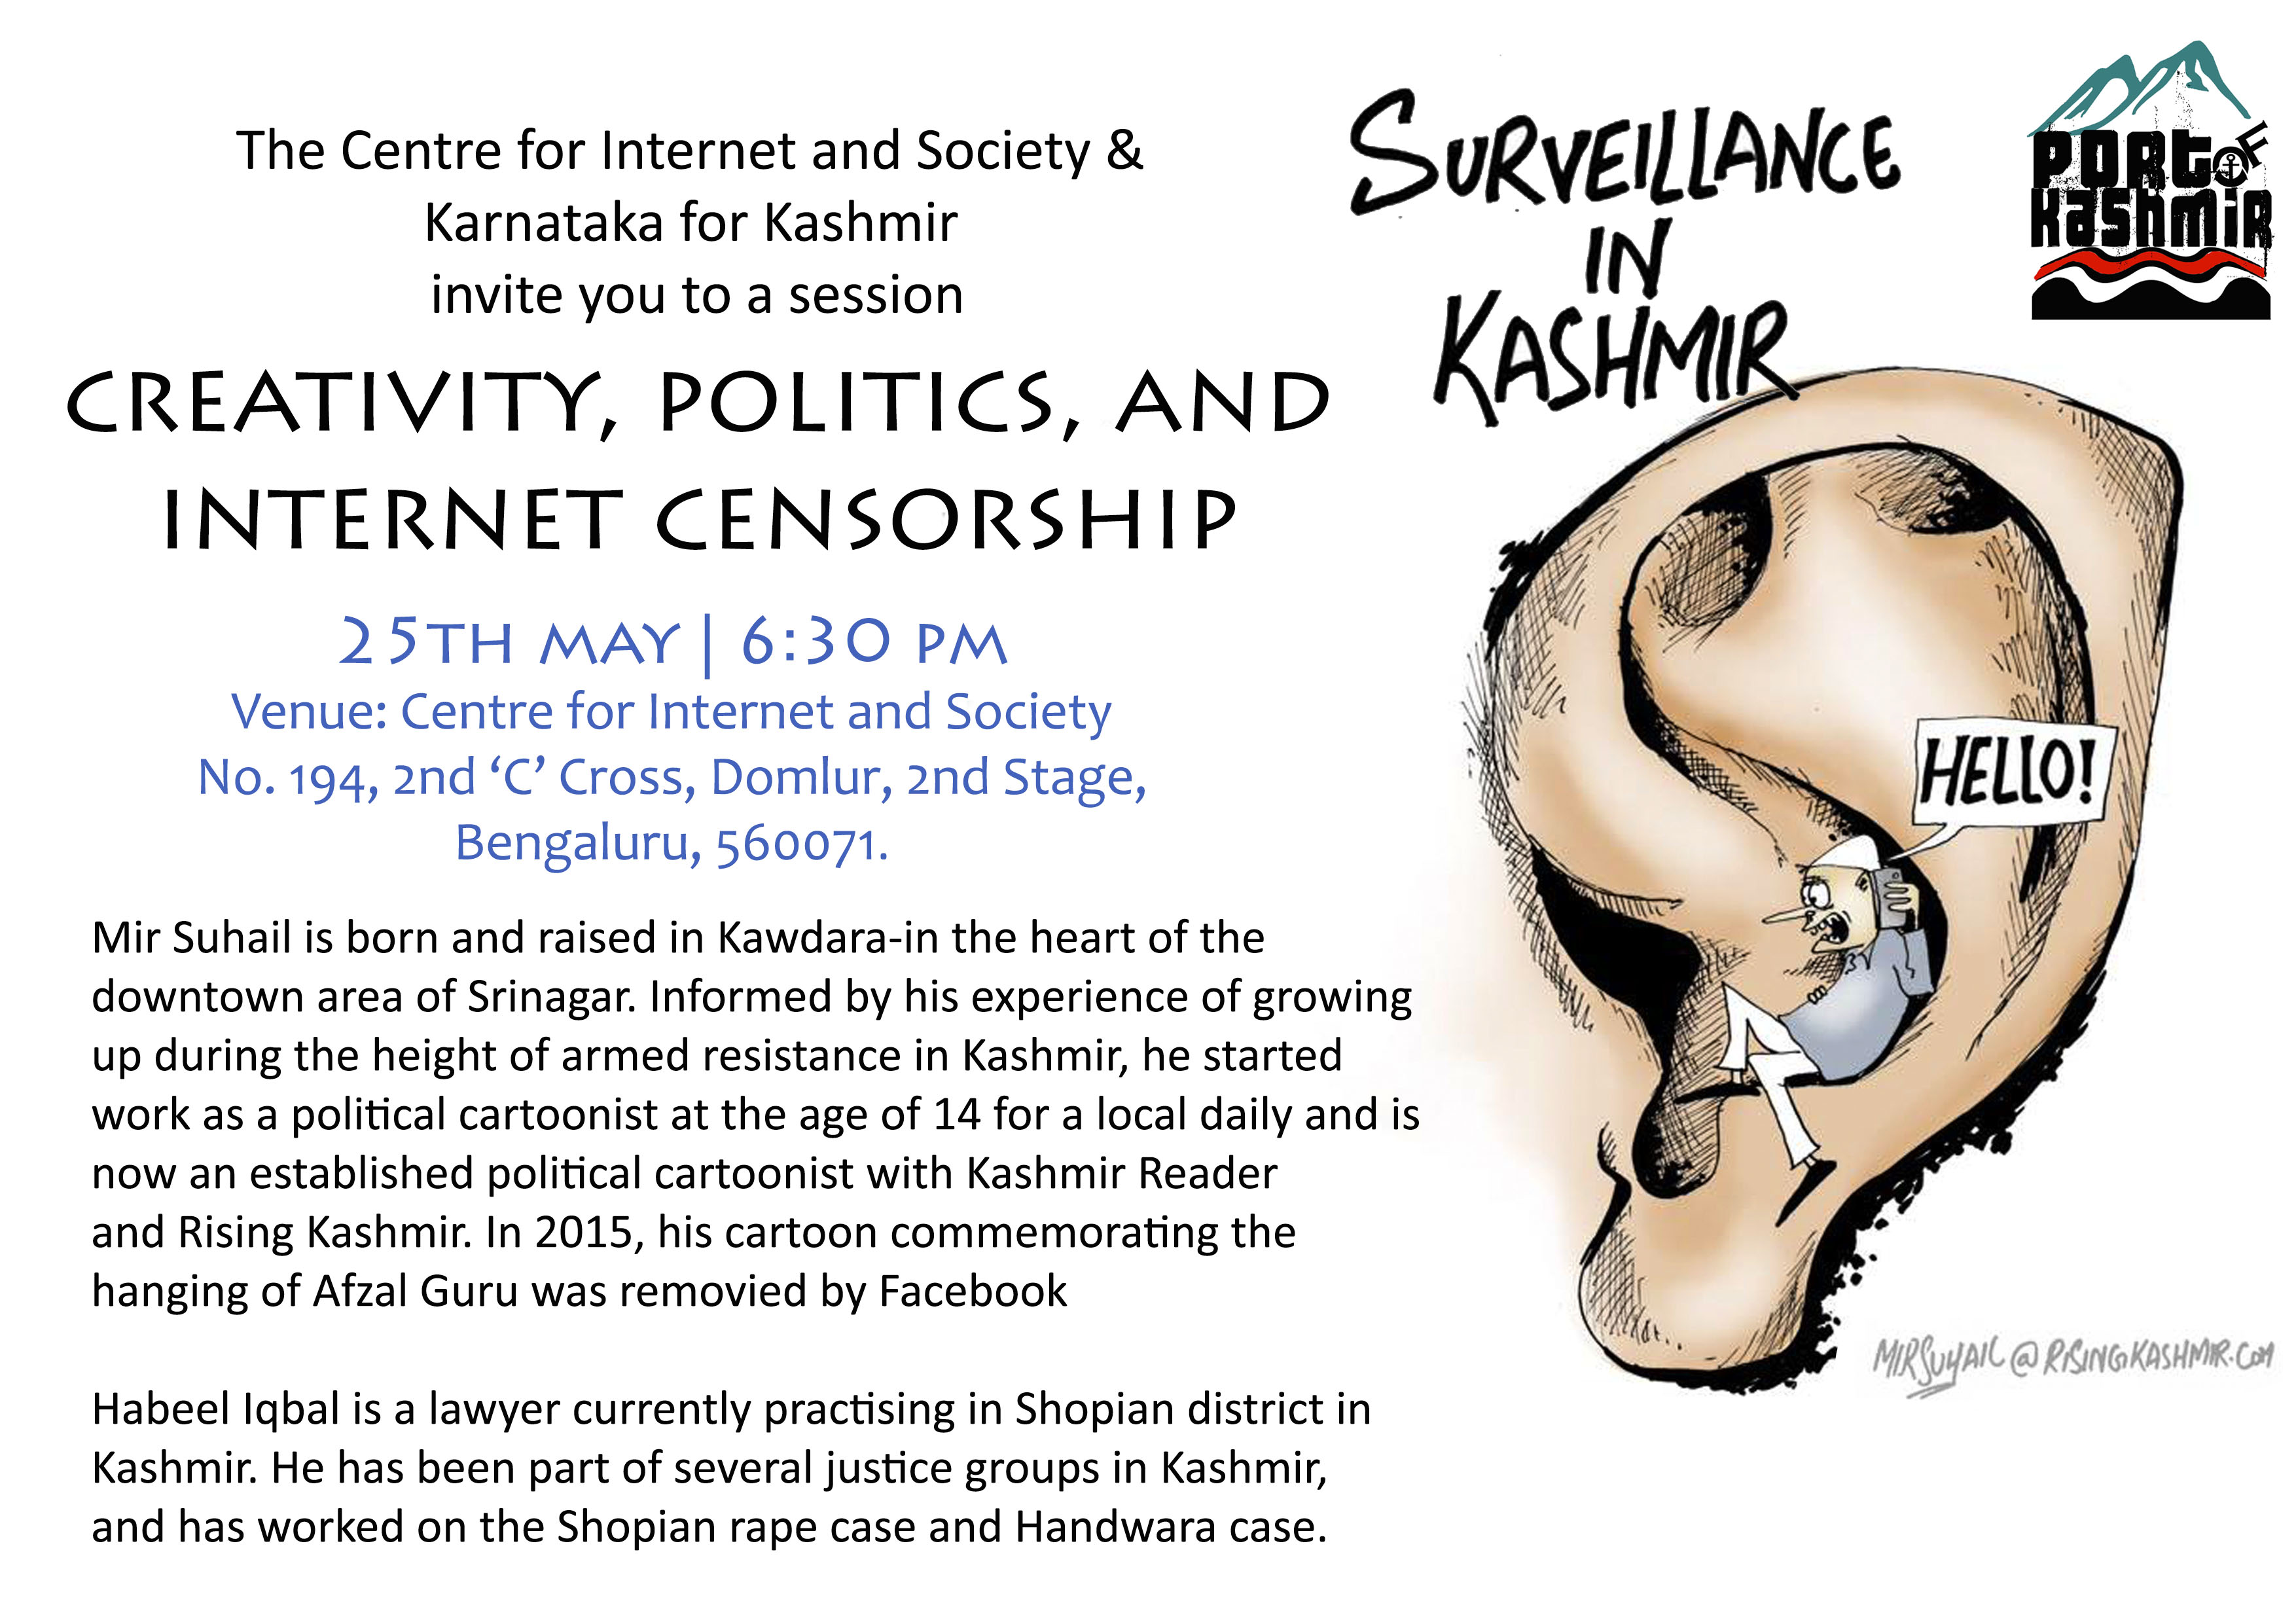 The Centre for Internet and Society &
Karnataka for Kashmir
invite you to a session
CREATIVITY, POLITICS, AND
INTERNET CENSORSHIP
25TH MAY | 6:30 PM
Venue: Centre for Internet and Society
No. 194, 2nd ‘C’ Cross, Domlur, 2nd Stage,
Bengaluru, 560071.
Mir Suhail is born and raised in Kawdara-in the heart of the
downtown area of Srinagar. Informed by his experience of growing
up during the height of armed resistance in Kashmir, he started
work as a political cartoonist at the age of 14 for a local daily and is
now an established political cartoonist with Kashmir Reader
and Rising Kashmir. In 2015, his cartoon commemorating the
hanging of Afzal Guru was removied by Facebook
Habeel Iqbal is a lawyer currently practising in Shopian district in
Kashmir. He has been part of several justice groups in Kashmir,
and has worked on the Shopian rape case and Handwara case.
SURVEILLANCE
IN
KASHMIR
PORT OF
KASHMIR
HELLO!
MIRSUHAIL@RISINGKASHMIR.COM